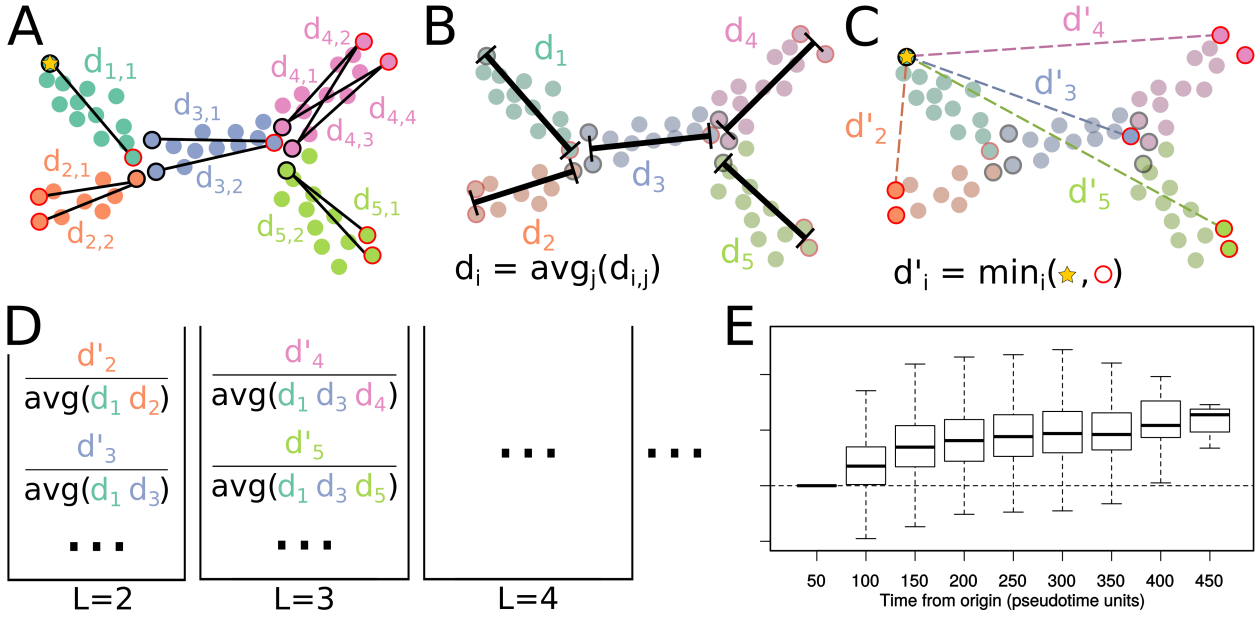 A
d1,1
d2,1
d2,2
d3,1
d3,2
d4,2
d4,1
d4,4
d4,3
d5,1
d5,2
B
d1
d2
d3
d4
d5
di = avgj(di,j)
C
d'4
d'3
d'2
d'5
d'i = mini(★,○)
D
d'2
avg(d1 d2)
d'3
avg(d1 d3)
...
L=2
d'4
avg(d1 d3 d4)
d'5
avg(d1 d3 d5)
...
L=3
...
L=4
...
E
50 100 150 200 250 300 350 400 450
Time from origin (pseudotime units)